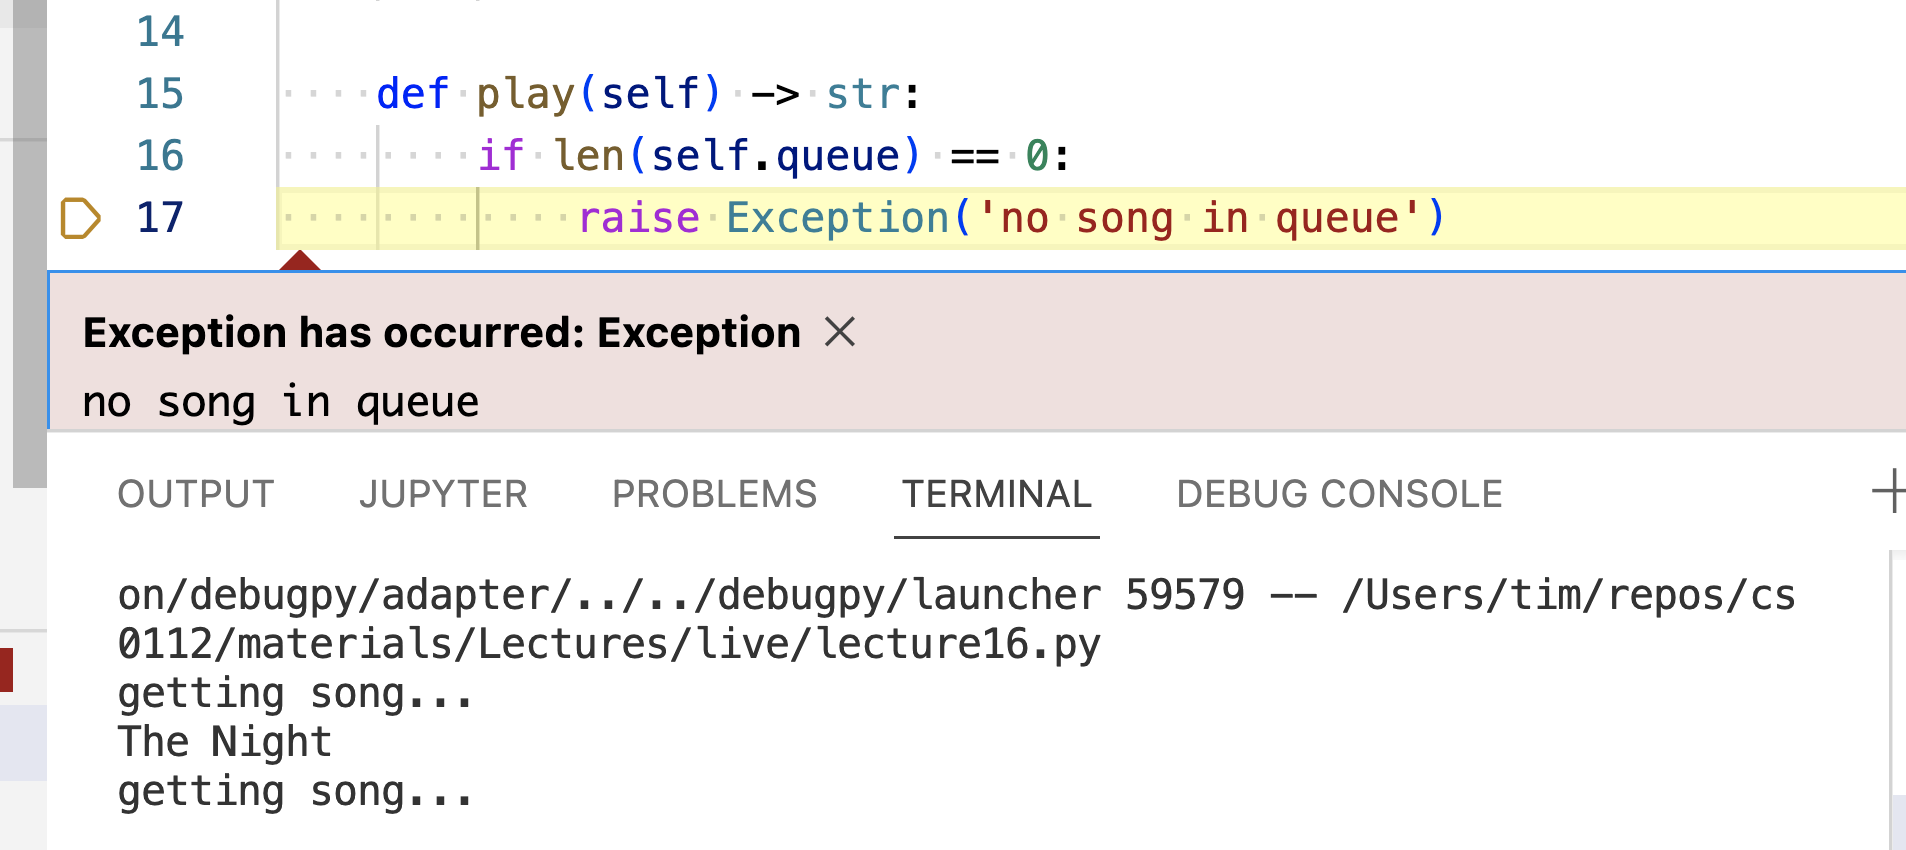 14
15 def play(self) -> str:
16 if len(self.queue) == 0:
17 raise Exception('no song in queue')
Exception has occurred: Exception
no song in queue
OUTPUT JUPYTER PROBLEMS TERMINAL DEBUG CONSOLE
on/debugpy/adapter/../../debugpy/launcher 59579 -- /Users/tim/repos/cs
0112/materials/Lectures/live/lecture16.py
getting song...
The Night
getting song...